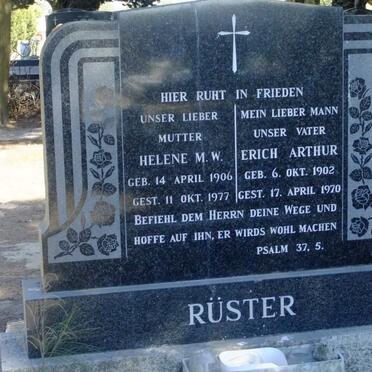 HIER RUHT IN FRIEDEN
UNSER LIEBER
MUTTER
HELENE M.W.
GEB. 14 APRIL 1906
GEST. 11 OKT. 1977
MEIN LIEBER MANN
UNSER VATER
ERICH ARTHUR
GEB. 6. OKT. 1902
GEST. 17. APRIL 1970
BEFIEHL DEM HERRN DEINE WEGE UND
HOFFE AUF IHN, ER WIRDS WOHL MACHEN
PSALM 37, 5.
RÜSTER